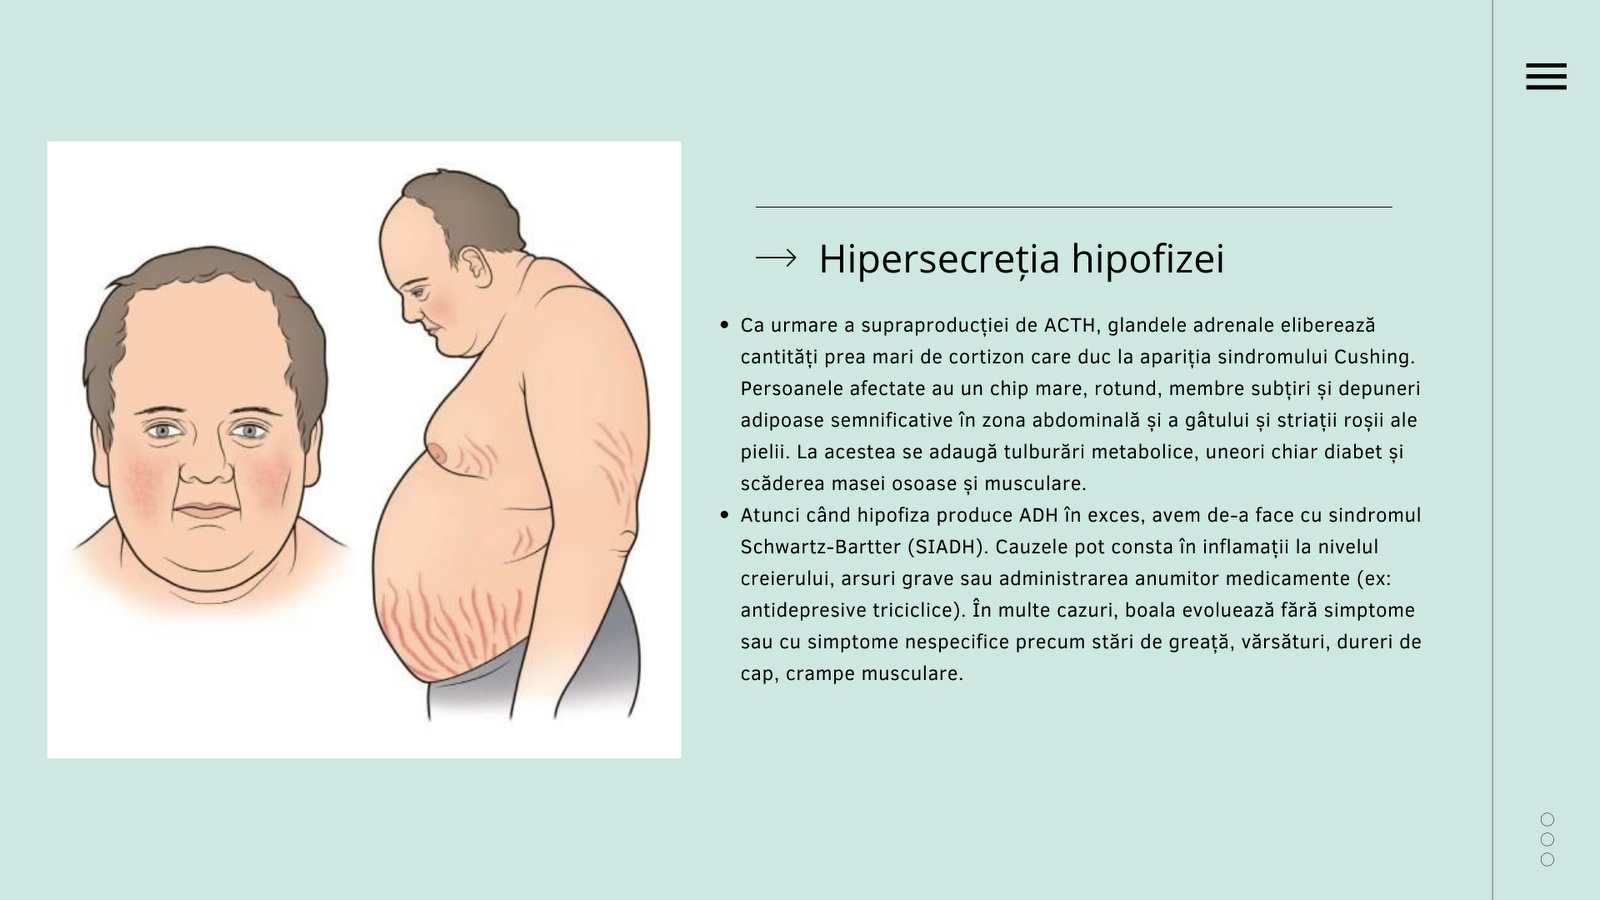 Hipersecreția hipofizei
Ca urmare a supraproducției de ACTH, glandele adrenale eliberează
cantități prea mari de cortizon care duc la apariția sindromului Cushing.
Persoanele afectate au un chip mare, rotund, membre subțiri și depuneri
adipoase semnificative în zona abdominală și a gâtului și striații roșii ale
pielii. La acestea se adaugă tulburări metabolice, uneori chiar diabet și
scăderea masei osoase și musculare.
Atunci când hipofiza produce ADH în exces, avem de-a face cu sindromul
Schwartz-Bartter (SIADH). Cauzele pot consta în inflamații la nivelul
creierului, arsuri grave sau administrarea anumitor medicamente (ex:
antidepresive triciclice). În multe cazuri, boala evoluează fără simptome
sau cu simptome nespecifice precum stări de greață, vărsături, dureri de
cap, crampe musculare.